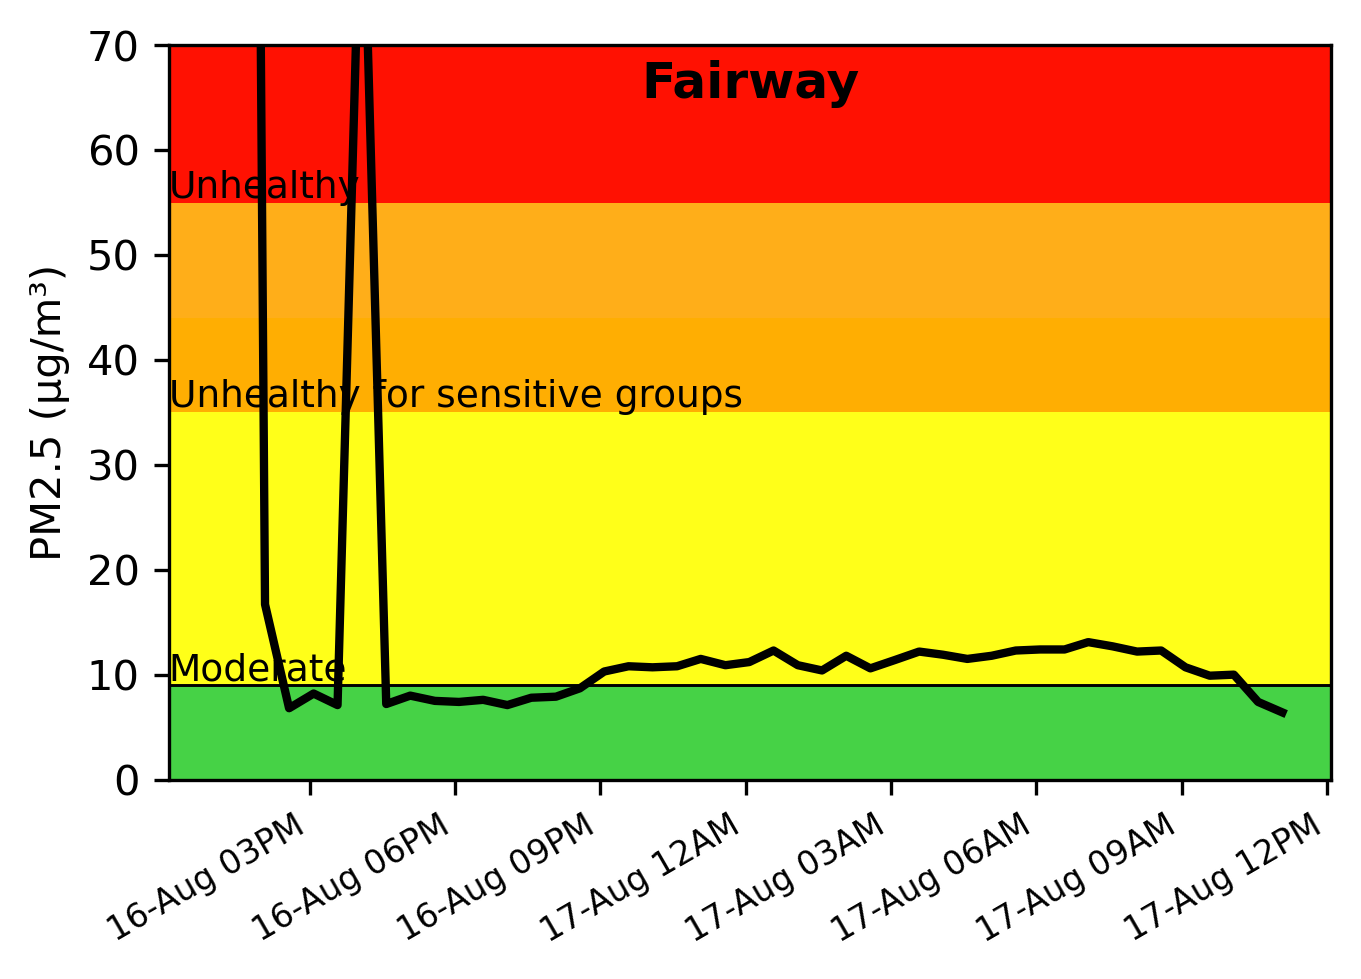 Fairway
70
60
50
40
30
20
10
0
PM2.5 (µg/m³)
Unhealthy
Unhealthy for sensitive groups
Moderate
16-Aug 03PM
16-Aug 06PM
16-Aug 09PM
17-Aug 12AM
17-Aug 03AM
17-Aug 06AM
17-Aug 09AM
17-Aug 12PM